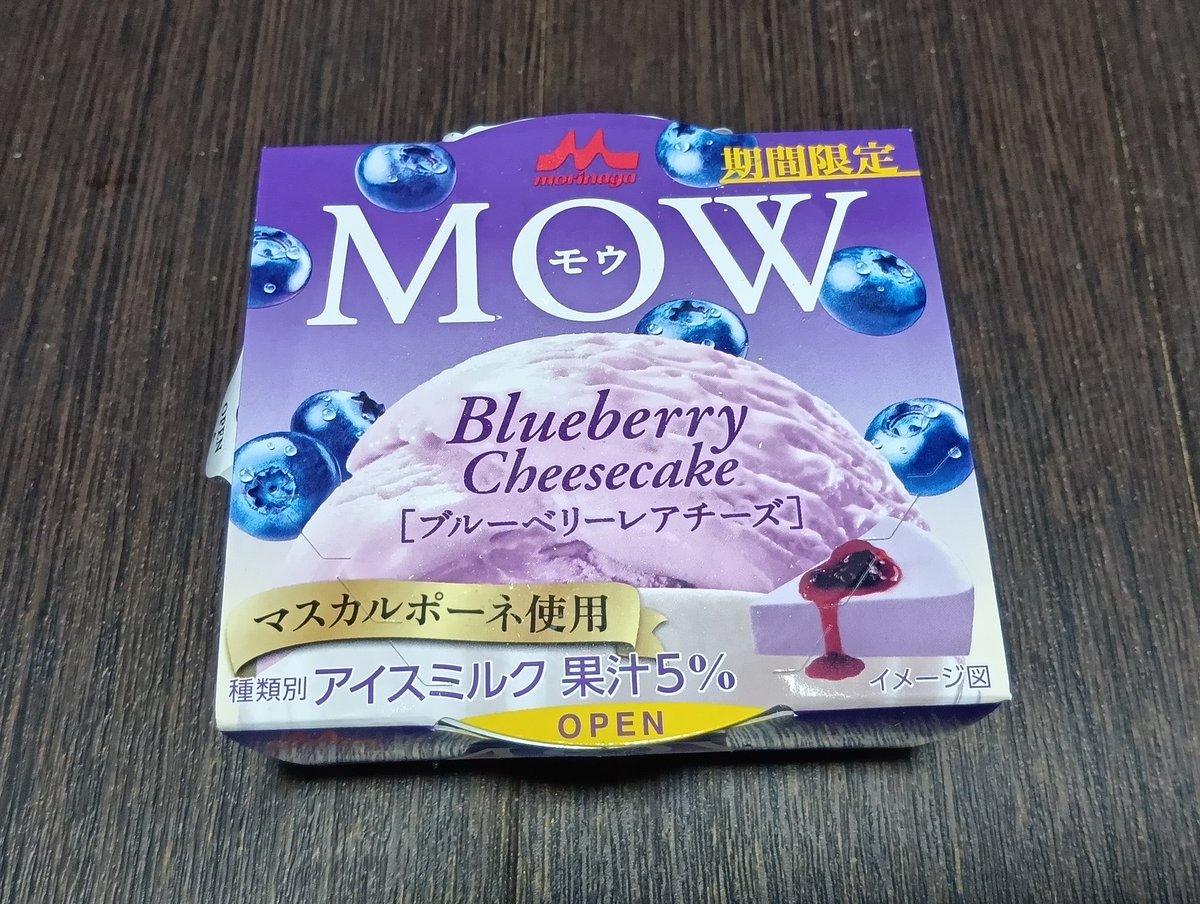 morinaga
期間限定
MOW
モウ
Blueberry
Cheesecake
[ブルーベリーレアチーズ]
マスカルポーネ使用
種類別 アイスミルク 果汁5%
イメージ図
OPEN
OPEN